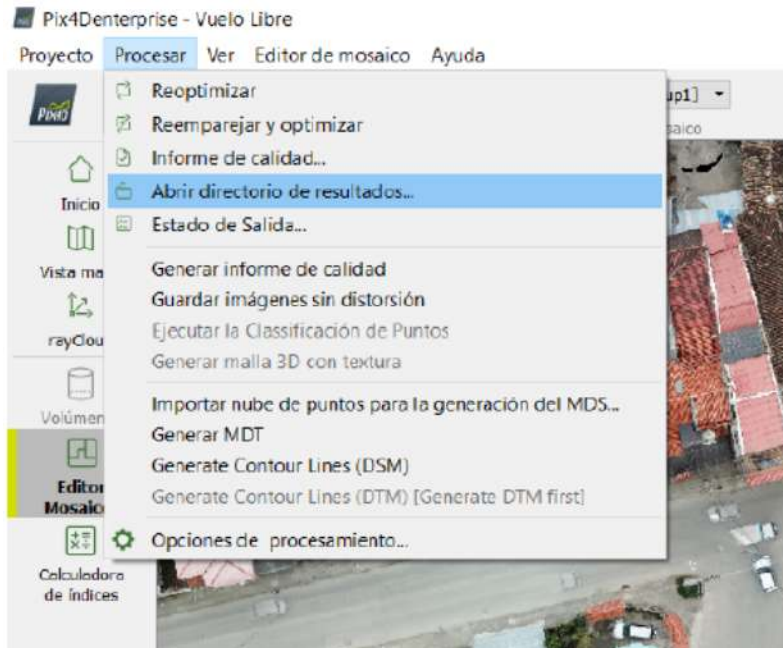 Pix4Denterprise - Vuelo Libre
Proyecto Procesar Ver Editor de mosaico Ayuda
PIX4D
up1]
saico
Reoptimizar
Reemparejar y optimizar
Informe de calidad...
Abrir directorio de resultados...
Estado de Salida...
Generar informe de calidad
Guardar imágenes sin distorsión
Ejecutar la Classificación de Puntos
Generar malla 3D con textura
Importar nube de puntos para la generación del MDS...
Generar MDT
Generate Contour Lines (DSM)
Generate Contour Lines (DTM) [Generate DTM first]
Opciones de procesamiento...
Inicio
Vista ma
rayClou
Volúmen
Editor
Mosaic
Calculadora
de índices